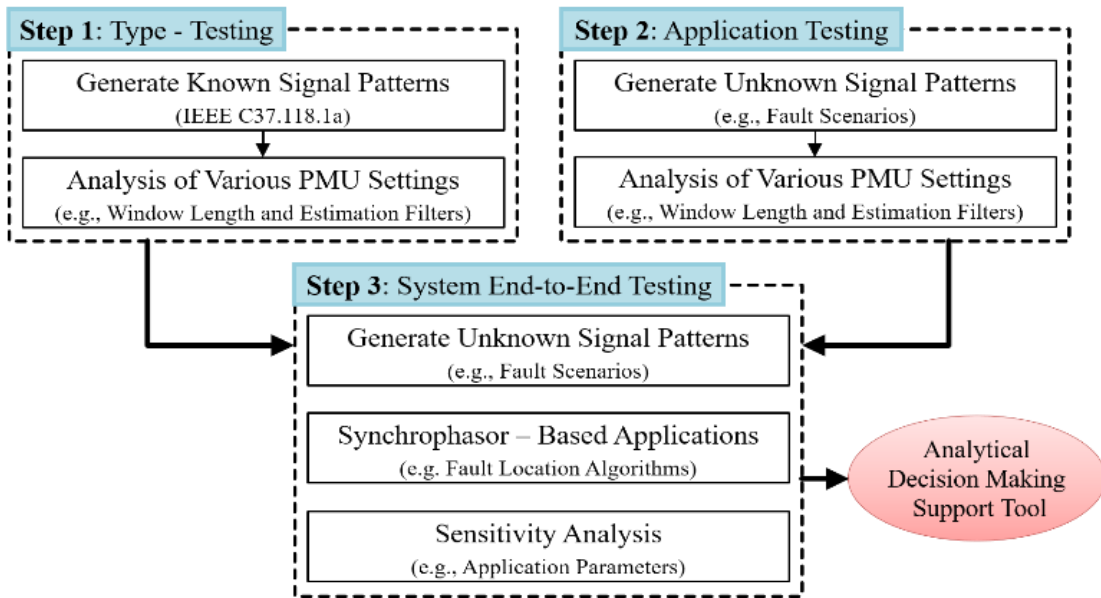 Step 1: Type - Testing
Generate Known Signal Patterns
(IEEE C37.118.1a)
Analysis of Various PMU Settings
(e.g., Window Length and Estimation Filters)
Step 2: Application Testing
Generate Unknown Signal Patterns
(e.g., Fault Scenarios)
Analysis of Various PMU Settings
(e.g., Window Length and Estimation Filters)
Step 3: System End-to-End Testing
Generate Unknown Signal Patterns
(e.g., Fault Scenarios)
Synchrophasor – Based Applications
(e.g. Fault Location Algorithms)
Sensitivity Analysis
(e.g., Application Parameters)
Analytical
Decision Making
Support Tool